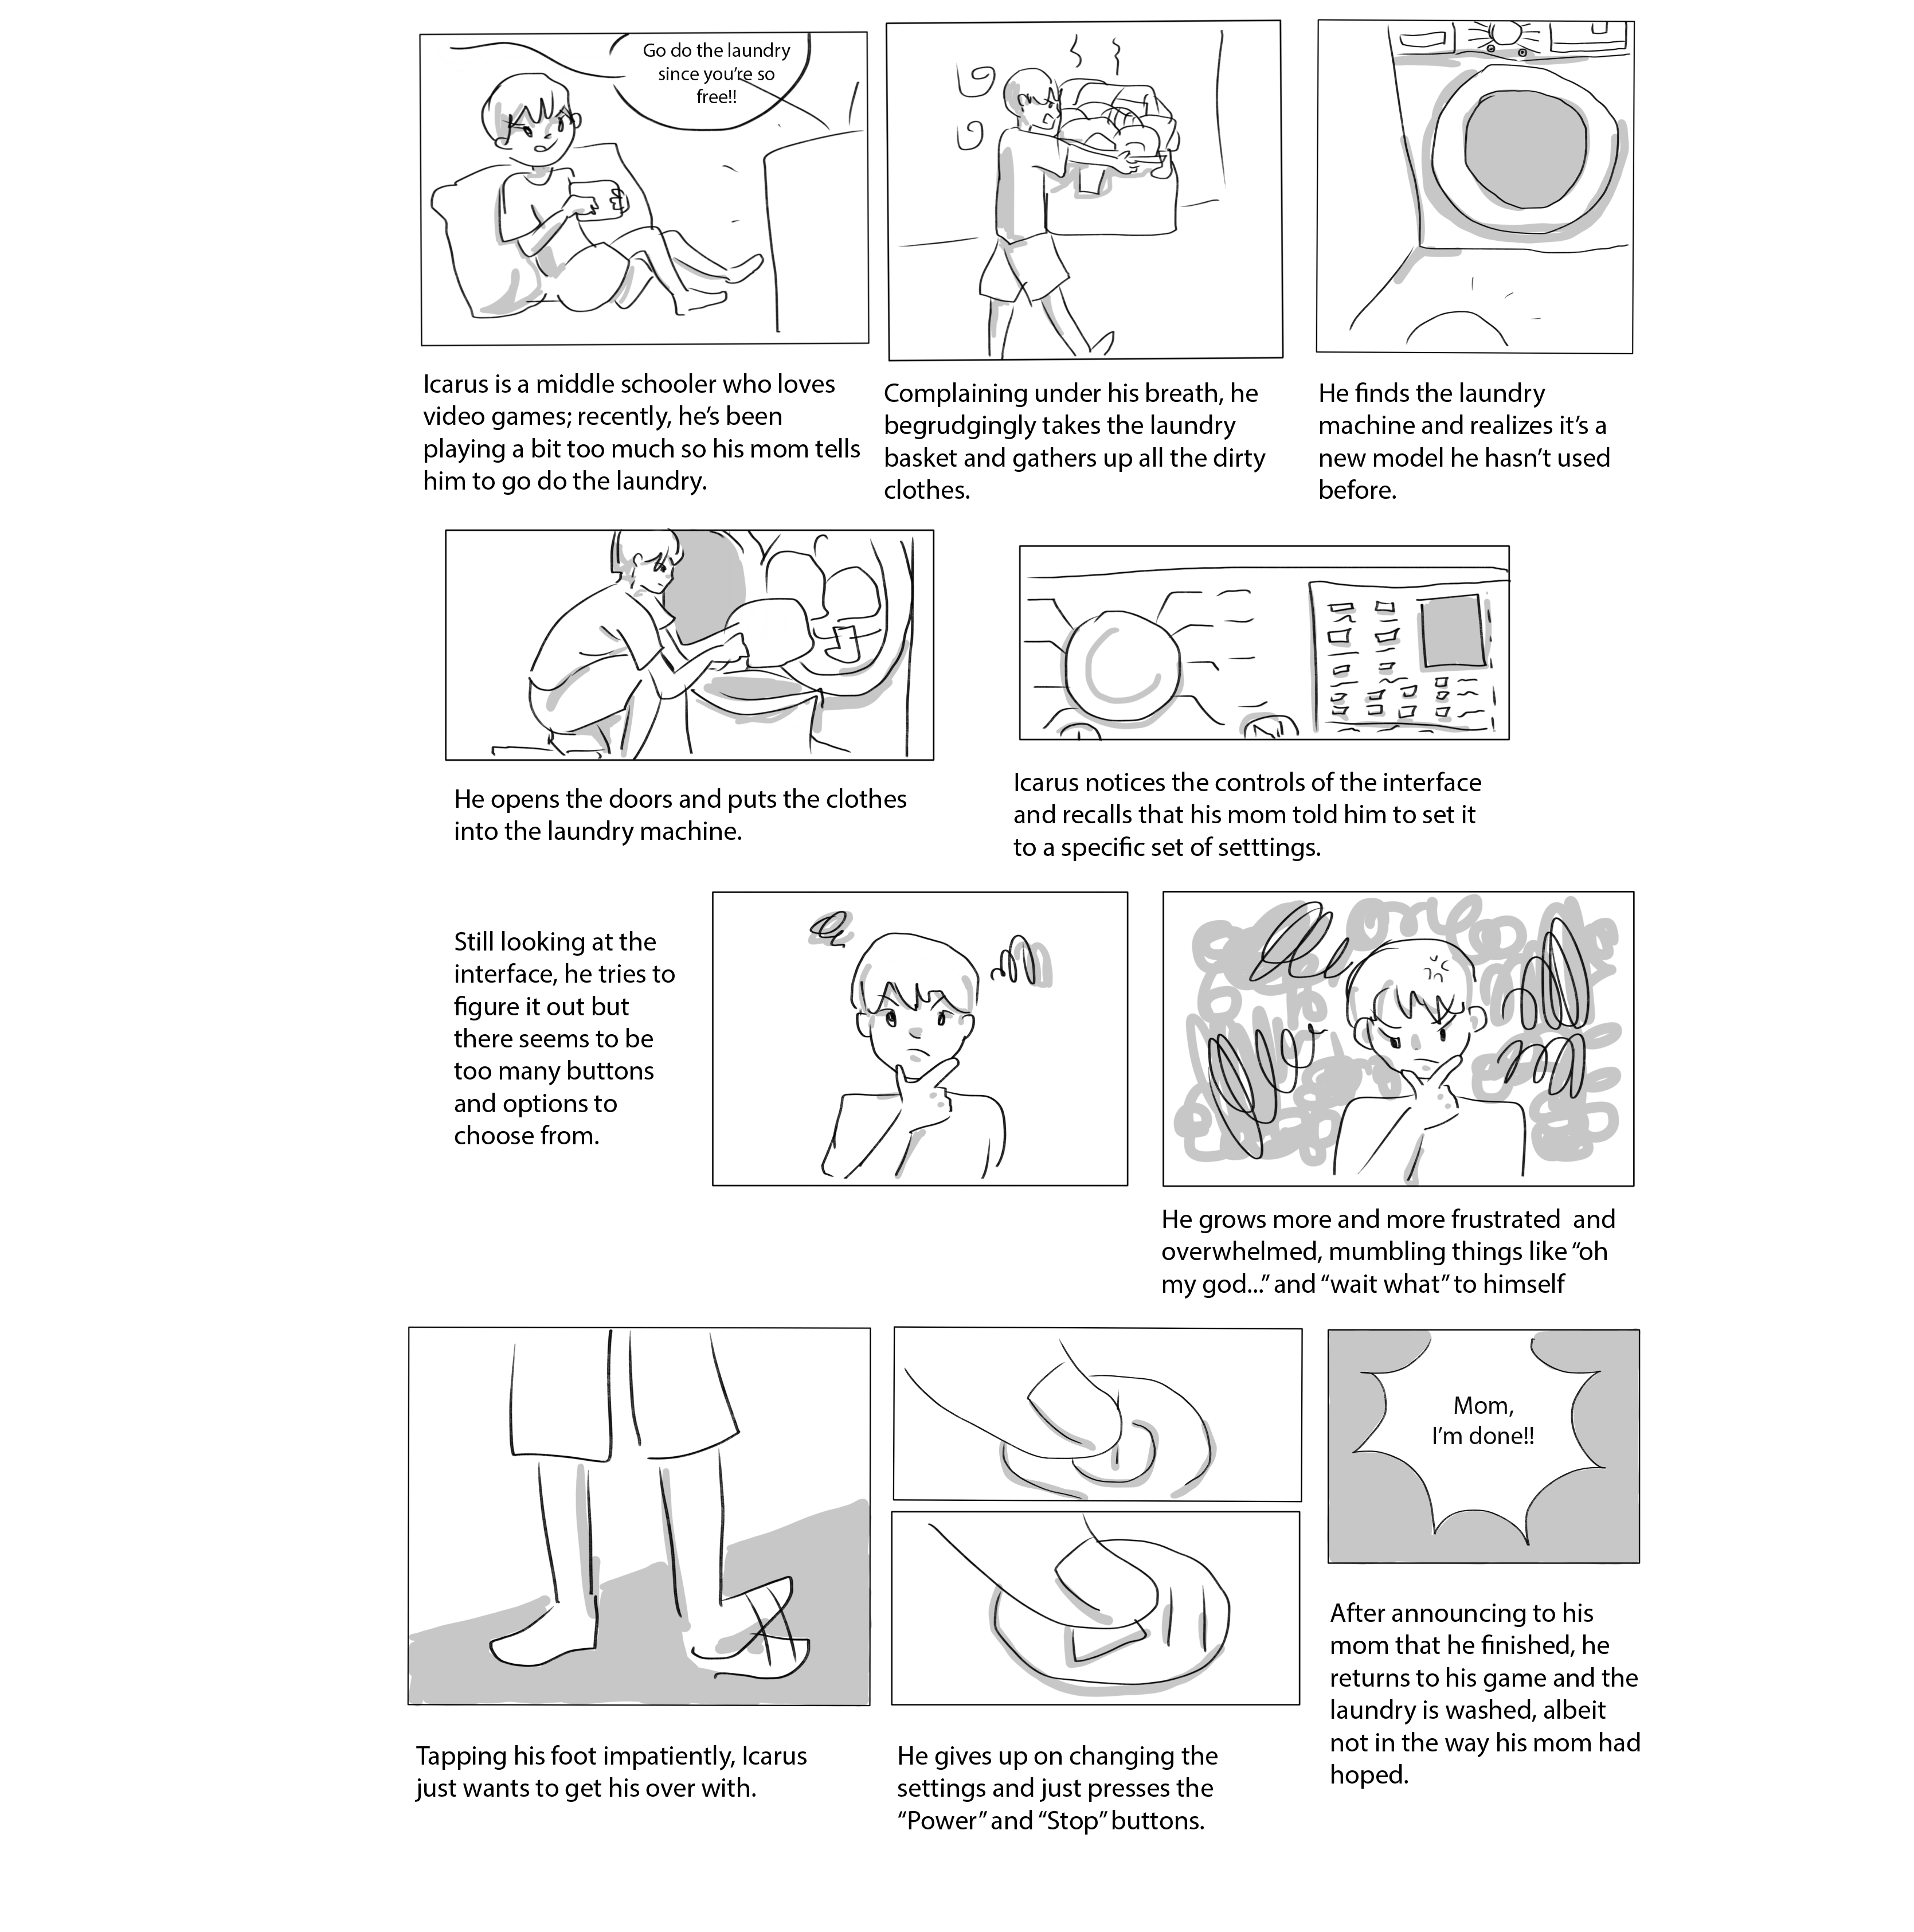 Go do the laundry
since you're so
free!!
Icarus is a middle schooler who loves
video games; recently, he's been
playing a bit too much so his mom tells
him to go do the laundry.
Complaining under his breath, he
begrudgingly takes the laundry
basket and gathers up all the dirty
clothes.
He finds the laundry
machine and realizes it's a
new model he hasn't used
before.
He opens the doors and puts the clothes
into the laundry machine.
Icarus notices the controls of the interface
and recalls that his mom told him to set it
to a specific set of setttings.
Still looking at the
interface, he tries to
figure it out but
there seems to be
too many buttons
and options to
choose from.
He grows more and more frustrated  and
overwhelmed, mumbling things like “oh
my god...” and “wait what” to himself
Tapping his foot impatiently, Icarus
just wants to get his over with.
He gives up on changing the
settings and just presses the
“Power” and “Stop” buttons.
Mom,
I'm done!!
After announcing to his
mom that he finished, he
returns to his game and the
laundry is washed, albeit
not in the way his mom had
hoped.